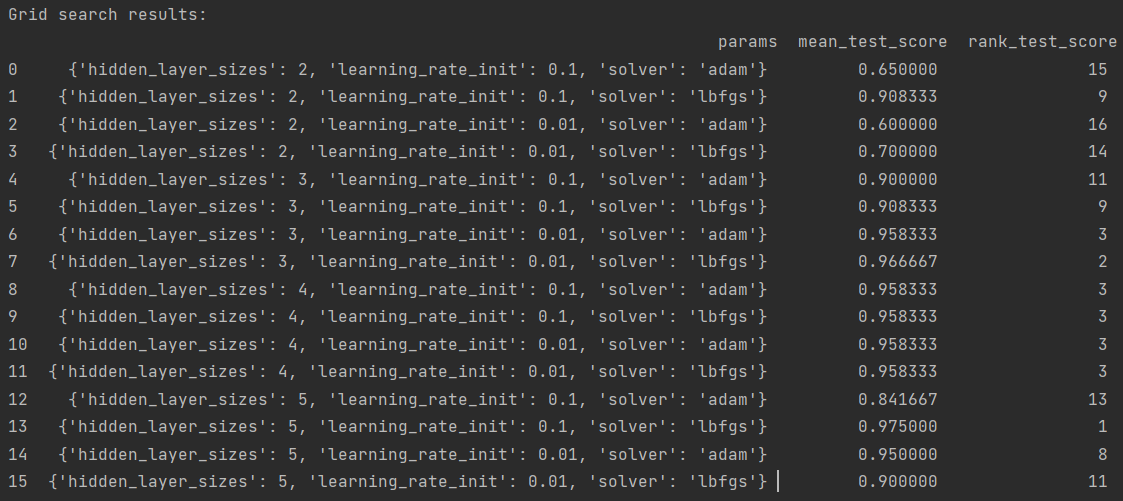 Grid search results:
params mean_test_score rank_test_score
0 {'hidden_layer_sizes': 2, 'learning_rate_init': 0.1, 'solver': 'adam'} 0.650000 15
1 {'hidden_layer_sizes': 2, 'learning_rate_init': 0.1, 'solver': 'lbfgs'} 0.908333 9
2 {'hidden_layer_sizes': 2, 'learning_rate_init': 0.01, 'solver': 'adam'} 0.600000 16
3 {'hidden_layer_sizes': 2, 'learning_rate_init': 0.01, 'solver': 'lbfgs'} 0.700000 14
4 {'hidden_layer_sizes': 3, 'learning_rate_init': 0.1, 'solver': 'adam'} 0.900000 11
5 {'hidden_layer_sizes': 3, 'learning_rate_init': 0.1, 'solver': 'lbfgs'} 0.908333 9
6 {'hidden_layer_sizes': 3, 'learning_rate_init': 0.01, 'solver': 'adam'} 0.958333 3
7 {'hidden_layer_sizes': 3, 'learning_rate_init': 0.01, 'solver': 'lbfgs'} 0.966667 2
8 {'hidden_layer_sizes': 4, 'learning_rate_init': 0.1, 'solver': 'adam'} 0.958333 3
9 {'hidden_layer_sizes': 4, 'learning_rate_init': 0.1, 'solver': 'lbfgs'} 0.958333 3
10 {'hidden_layer_sizes': 4, 'learning_rate_init': 0.01, 'solver': 'adam'} 0.958333 3
11 {'hidden_layer_sizes': 4, 'learning_rate_init': 0.01, 'solver': 'lbfgs'} 0.958333 3
12 {'hidden_layer_sizes': 5, 'learning_rate_init': 0.1, 'solver': 'adam'} 0.841667 13
13 {'hidden_layer_sizes': 5, 'learning_rate_init': 0.1, 'solver': 'lbfgs'} 0.975000 1
14 {'hidden_layer_sizes': 5, 'learning_rate_init': 0.01, 'solver': 'adam'} 0.950000 8
15 {'hidden_layer_sizes': 5, 'learning_rate_init': 0.01, 'solver': 'lbfgs'} 0.900000 11